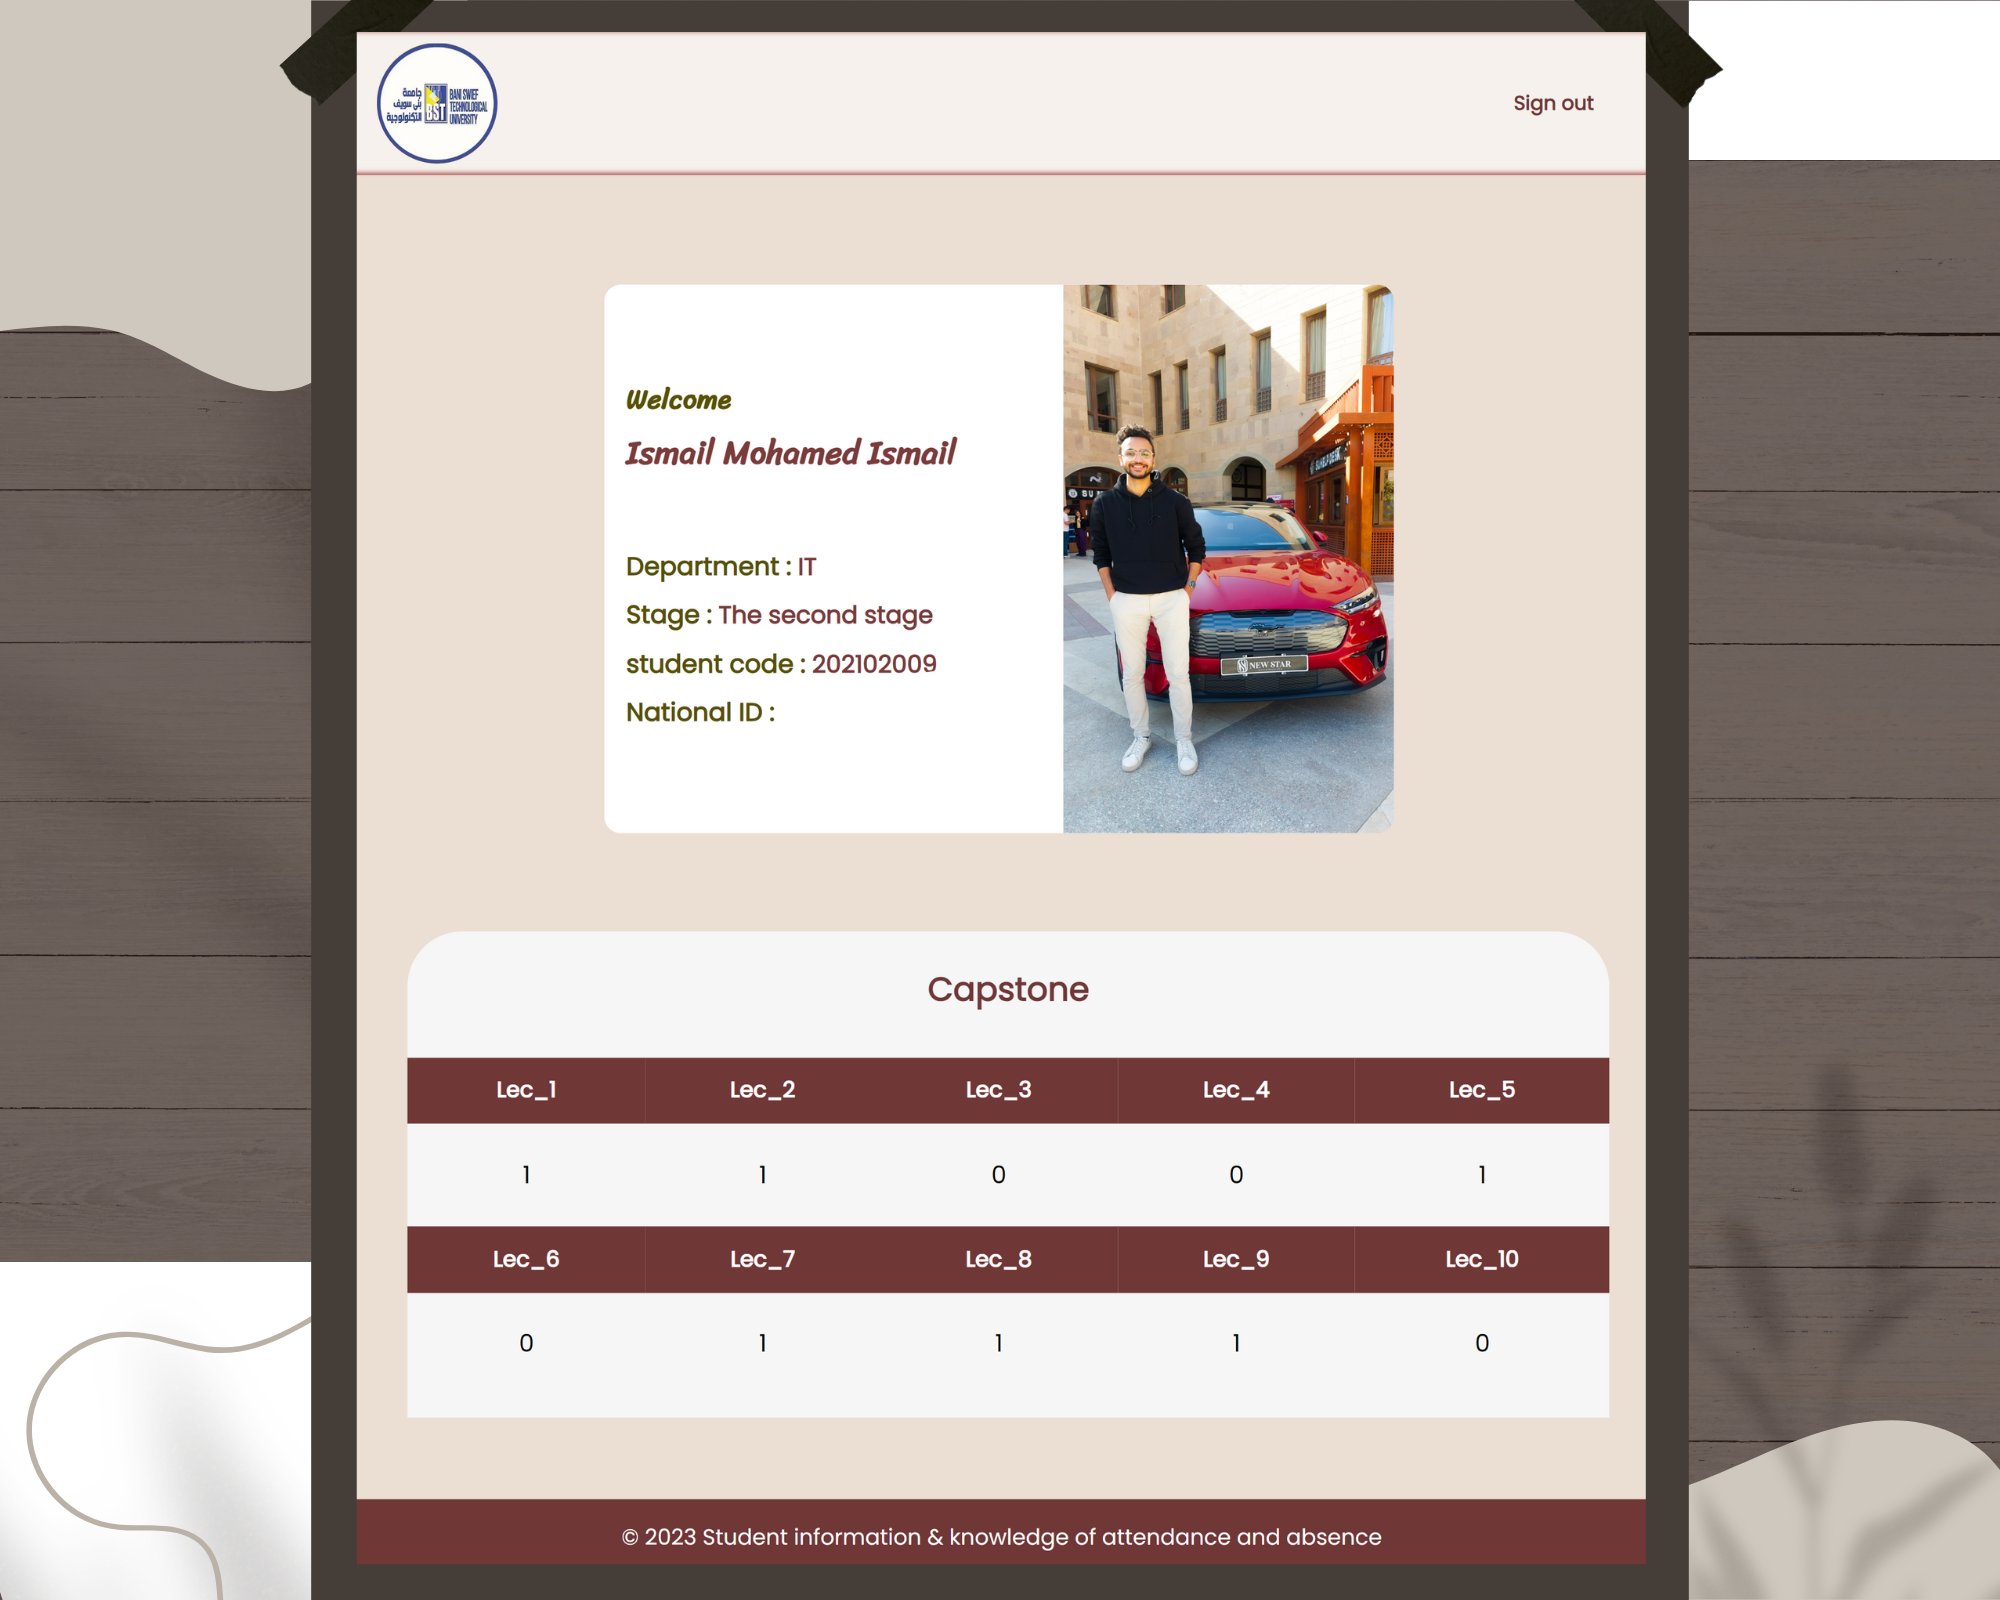 جامعة
بني سويف
التكنولوجية
BST
BANI SWIEF
TECHNOLOGICAL
UNIVERSITY
Sign out
Welcome
Ismail Mohamed Ismail
Department : IT
Stage : The second stage
student code : 202102009
National ID :
NEW STAR
Capstone
Lec_1 Lec_2 Lec_3 Lec_4 Lec_5
1 1 0 0 1
Lec_6 Lec_7 Lec_8 Lec_9 Lec_10
0 1 1 1 0
© 2023 Student information & knowledge of attendance and absence